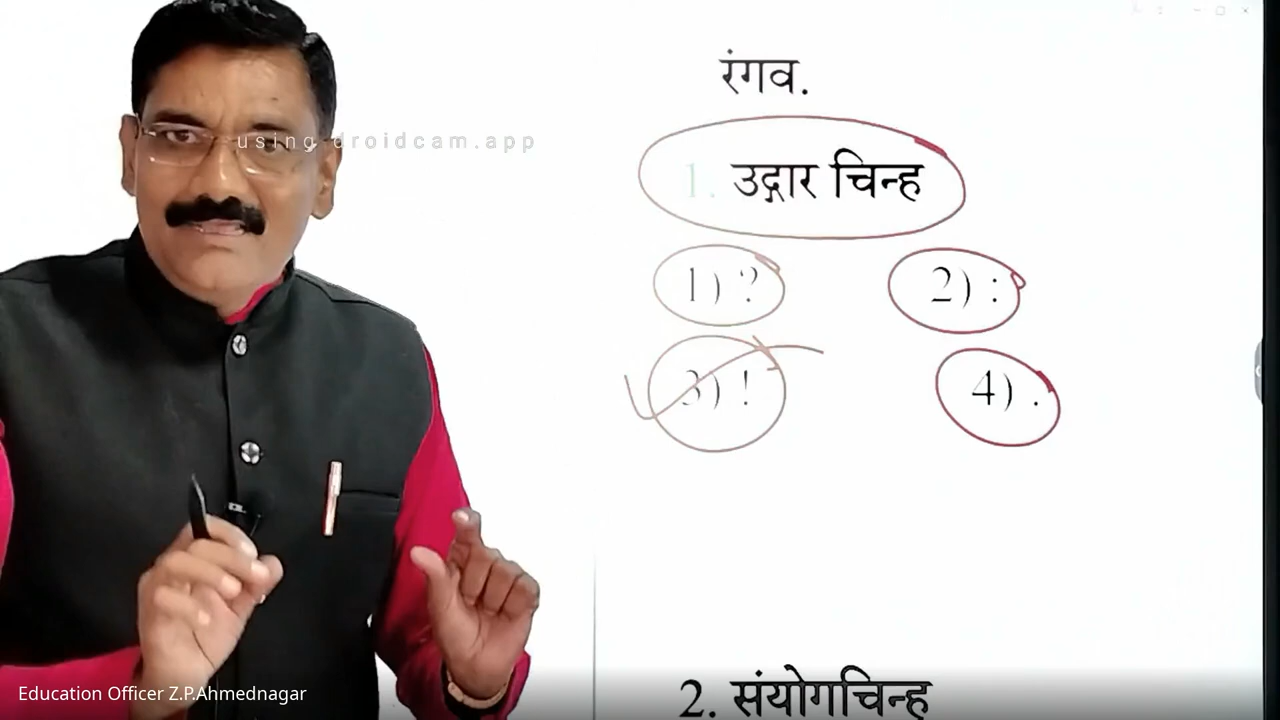 रंगव.
using droidcam.app
1. उद्गार चिन्ह
1) ?
2) :
3) !
4) .
2. संयोगचिन्ह
Education Officer Z.P.Ahmednagar